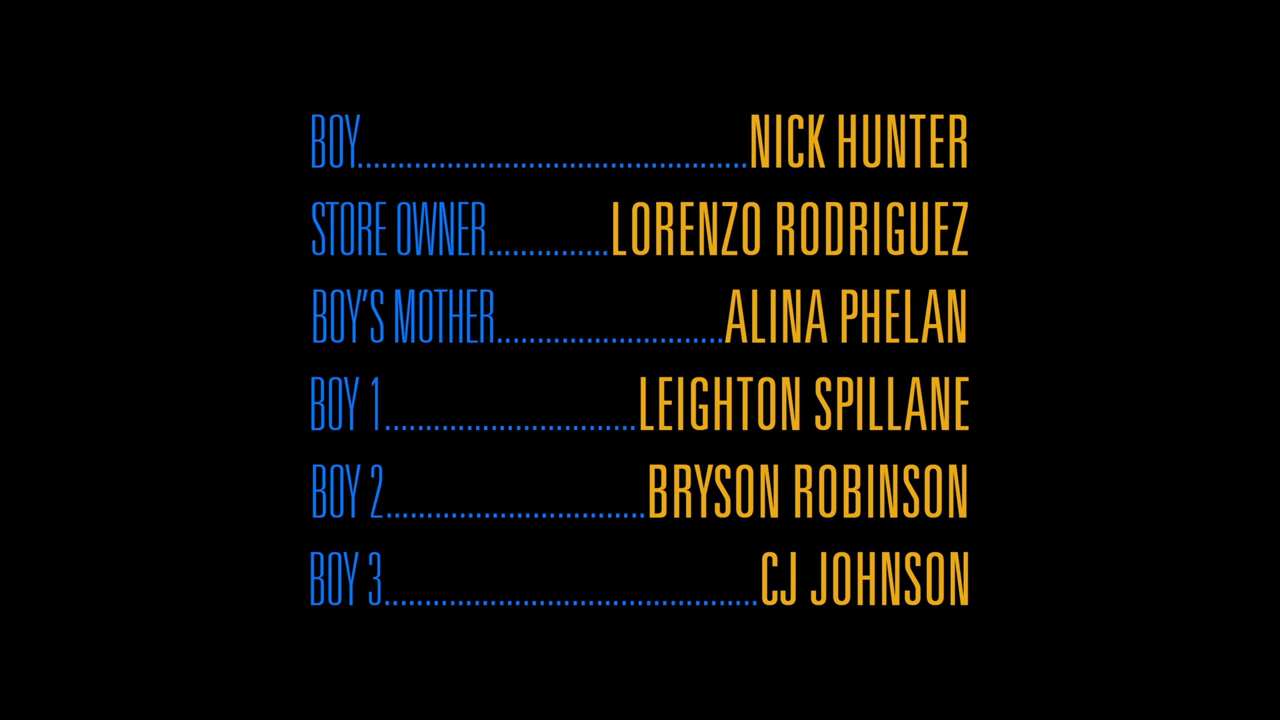 BOY................................................NICK HUNTER
STORE OWNER...............LORENZO RODRIGUEZ
BOY'S MOTHER............................ALINA PHELAN
BOY 1...............................LEIGHTON SPILLANE
BOY 2................................BRYSON ROBINSON
BOY 3..............................................CJ JOHNSON